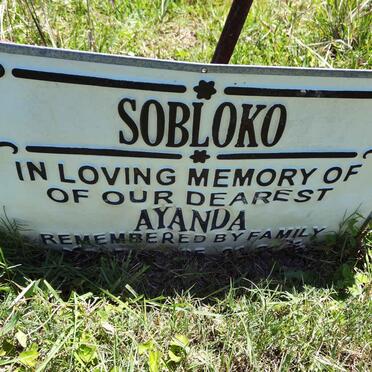 SOBLOKO
IN LOVING MEMORY OF
OF OUR DEAREST
AYANDA
REMEMBERED BY FAMILY